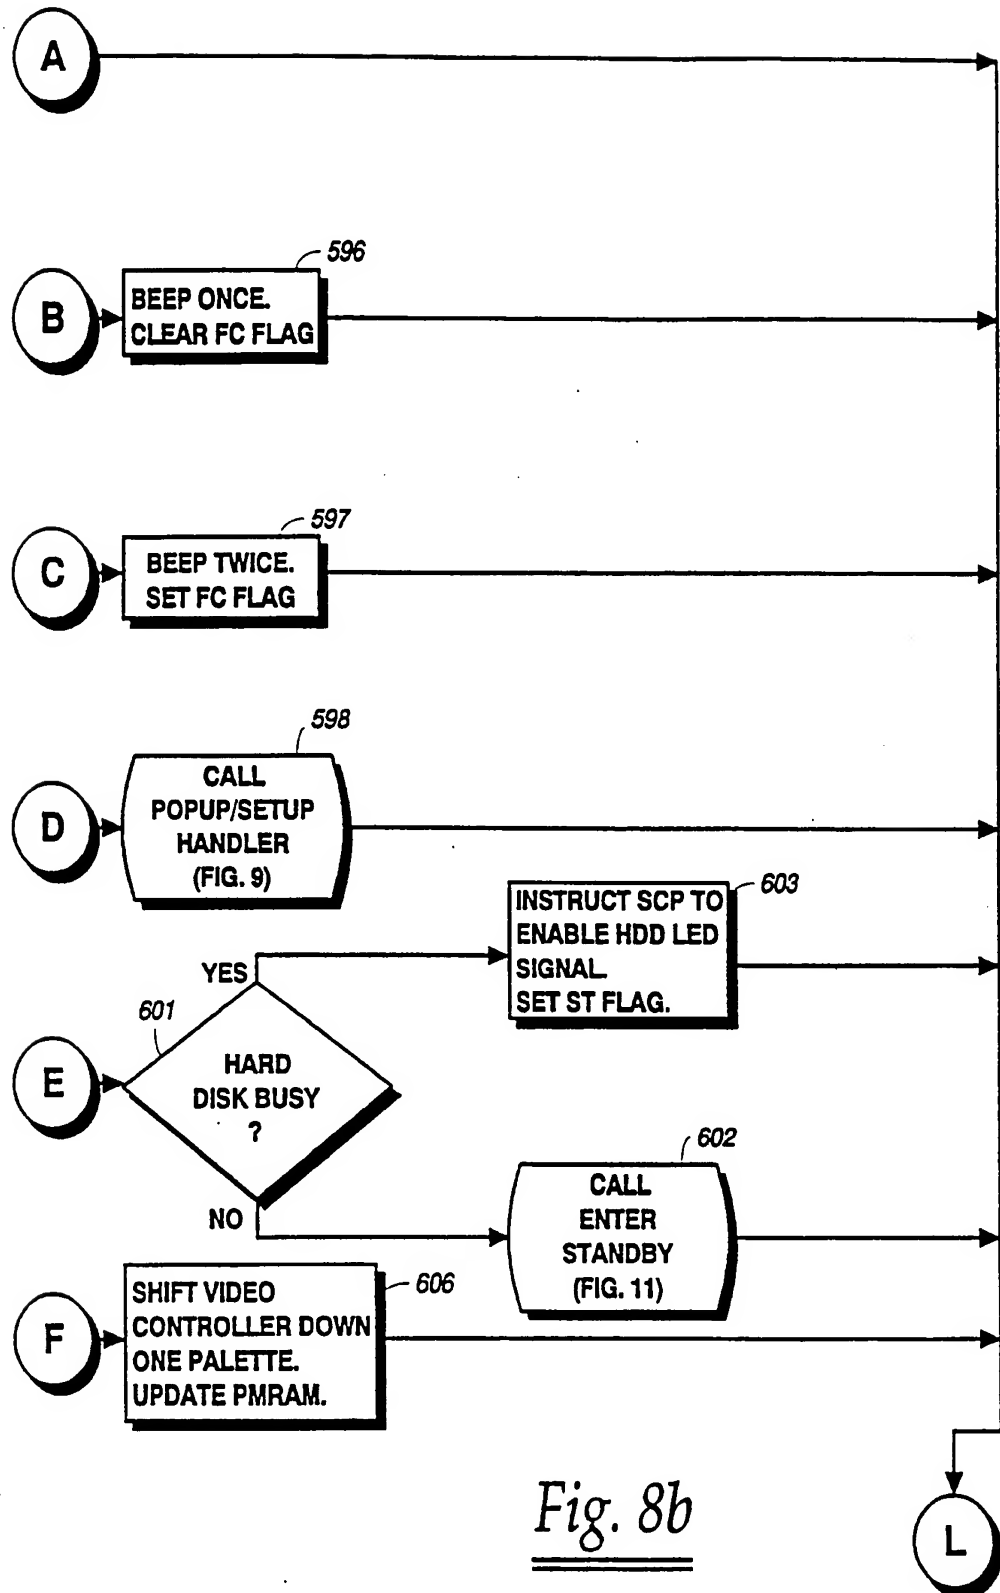 A
596
B
BEEP ONCE.
CLEAR FC FLAG
597
C
BEEP TWICE.
SET FC FLAG
598
D
CALL
POPUP/SETUP
HANDLER
(FIG. 9)
603
INSTRUCT SCP TO
ENABLE HDD LED
SIGNAL.
SET ST FLAG.
YES
601
E
HARD
DISK BUSY
?
NO
602
CALL
ENTER
STANDBY
(FIG. 11)
606
F
SHIFT VIDEO
CONTROLLER DOWN
ONE PALETTE.
UPDATE PMRAM.
Fig. 8b
L